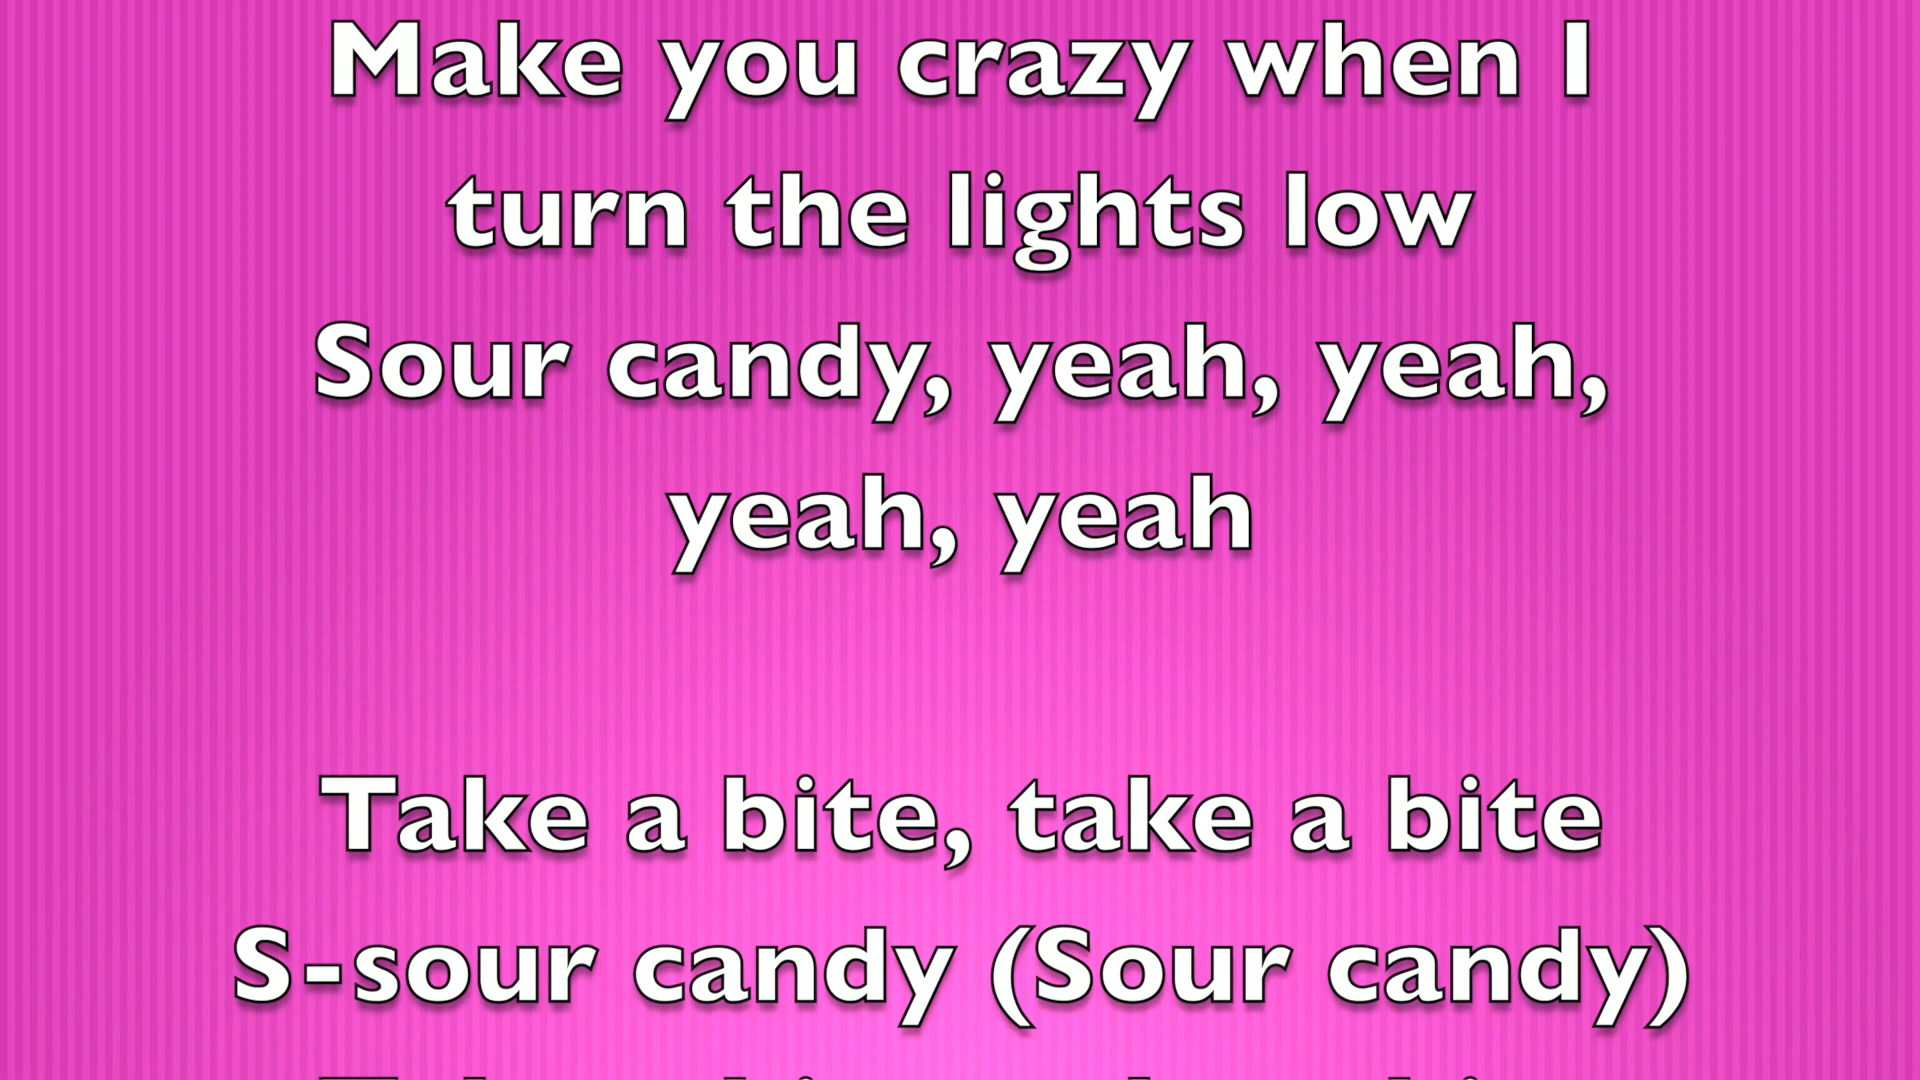 Make you crazy when I
turn the lights low
Sour candy, yeah, yeah,
yeah, yeah
Take a bite, take a bite
S-sour candy (Sour candy)